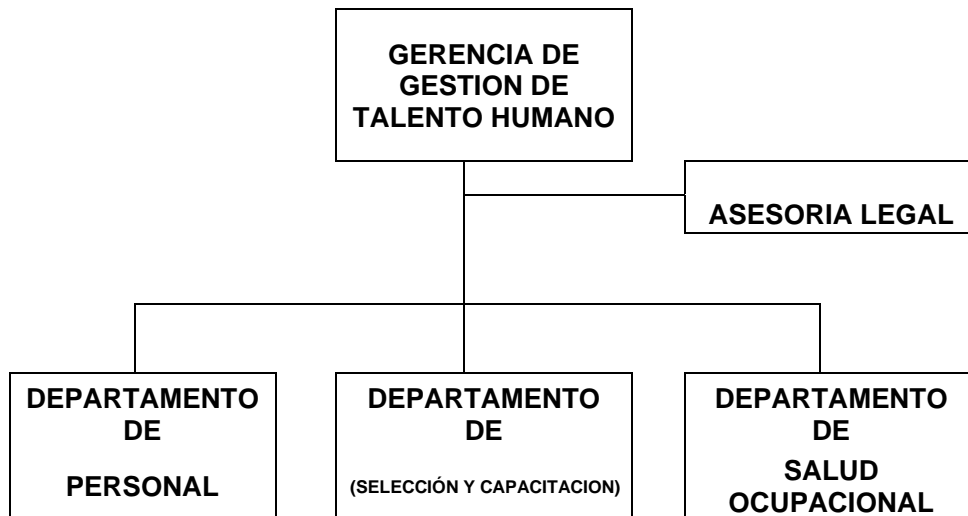 GERENCIA DE
GESTION DE
TALENTO HUMANO
ASESORIA LEGAL
DEPARTAMENTO
DE
PERSONAL
DEPARTAMENTO
DE
(SELECCIÓN Y CAPACITACION)
DEPARTAMENTO
DE
SALUD
OCUPACIONAL